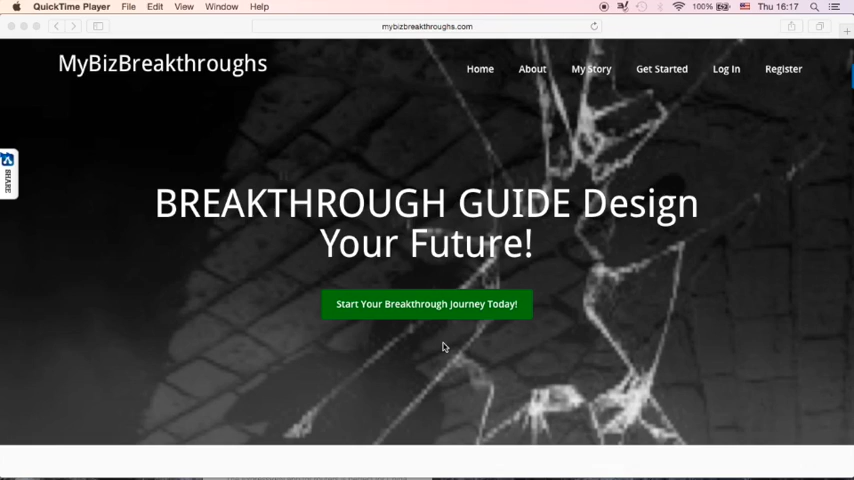 QuickTime Player File Edit View Window Help
100% Thu 16:17
mybizbreakthroughs.com
MyBizBreakthroughs
Home About My Story Get Started Log In Register
SHARE
BREAKTHROUGH GUIDE Design
Your Future!
Start Your Breakthrough Journey Today!